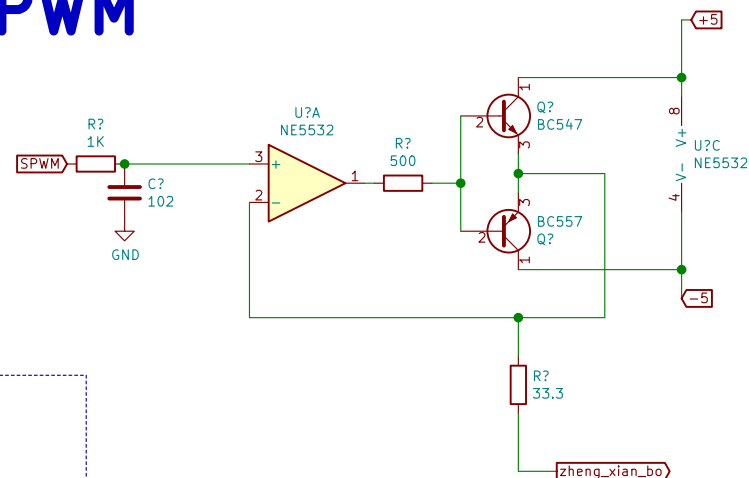 PWM
+5
R?
1K
SPWM
C?
102
GND
U?A
NE5532
3
+
2
−
1
R?
500
1
Q?
BC547
2
3
3
BC557
Q?
2
1
8
V+
U?C
NE5532
V-
4
-5
R?
33.3
zheng_xian_bo